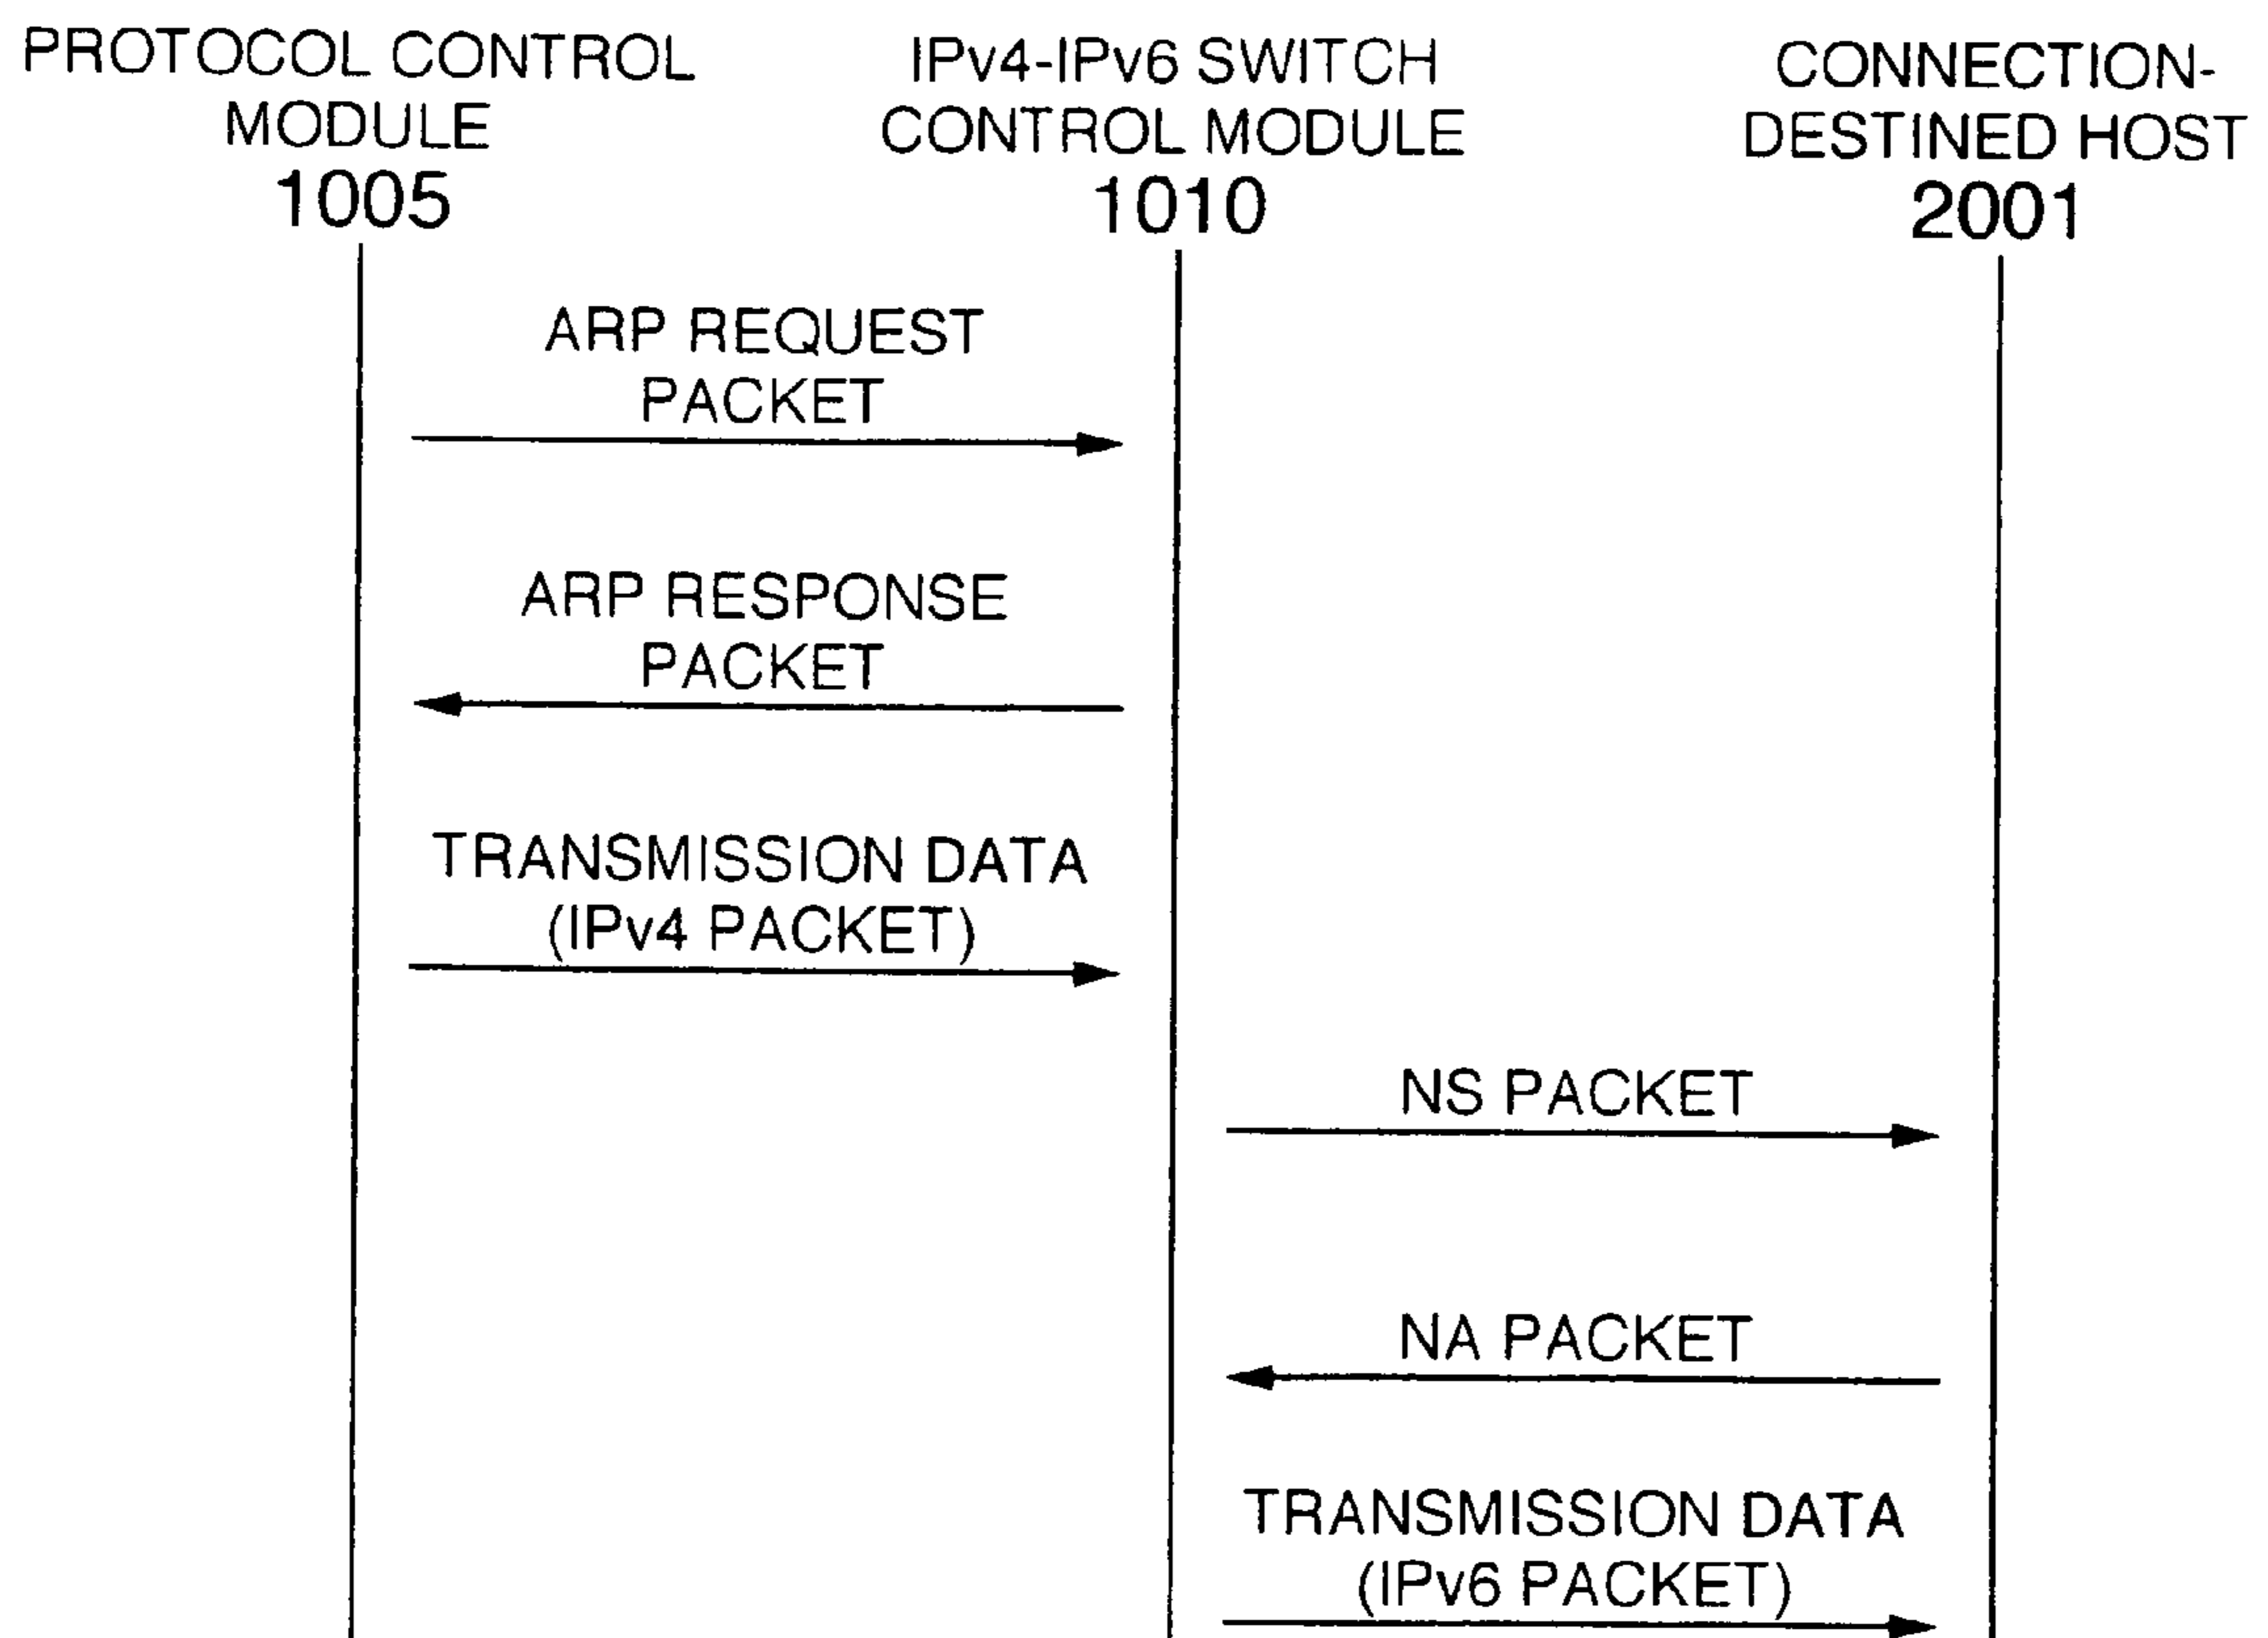 PROTOCOL CONTROL
MODULE
1005
IPv4-IPv6 SWITCH
CONTROL MODULE
1010
CONNECTION-
DESTINED HOST
2001
ARP REQUEST
PACKET
ARP RESPONSE
PACKET
TRANSMISSION DATA
(IPv4 PACKET)
NS PACKET
NA PACKET
TRANSMISSION DATA
(IPv6 PACKET)